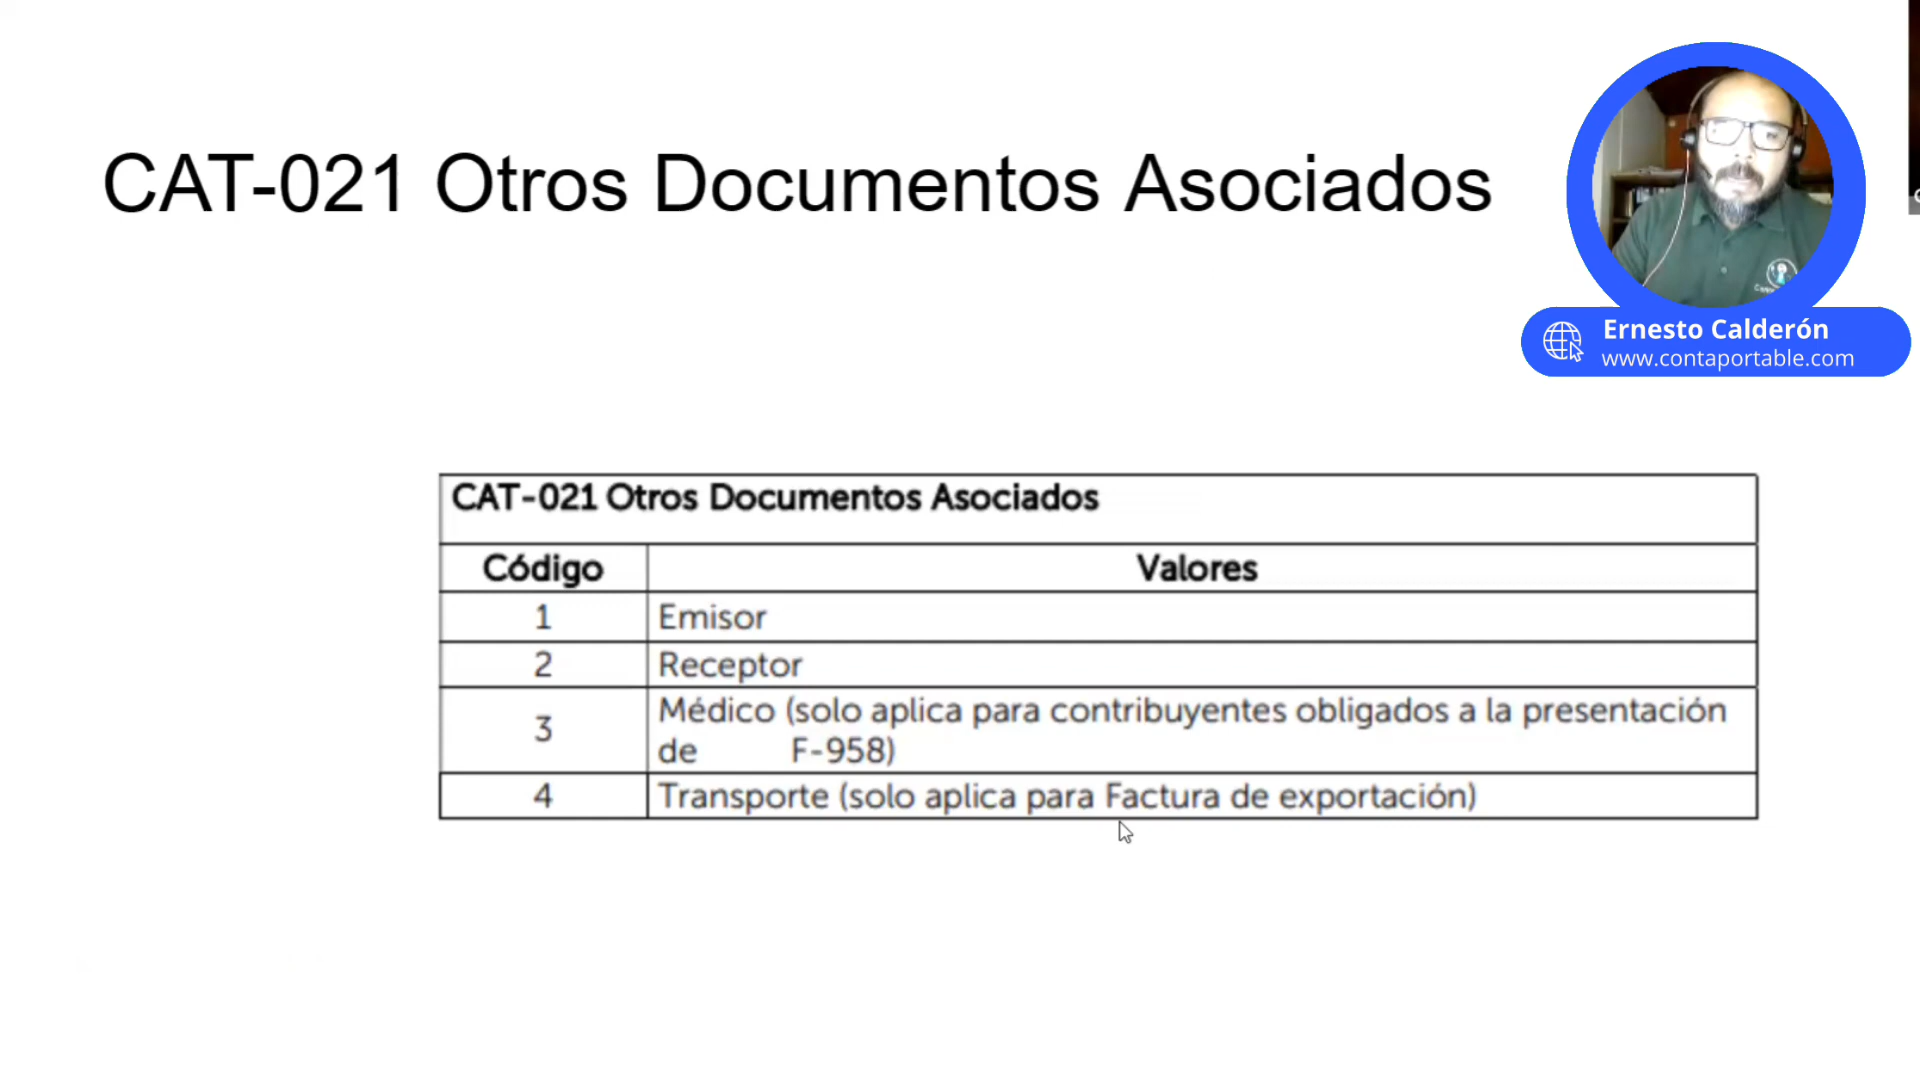 CAT-021 Otros Documentos Asociados
Ernesto Calderón
www.contaportable.com
CAT-021 Otros Documentos Asociados
Código Valores
1 Emisor
2 Receptor
3 Médico (solo aplica para contribuyentes obligados a la presentación
de F-958)
4 Transporte (solo aplica para Factura de exportación)